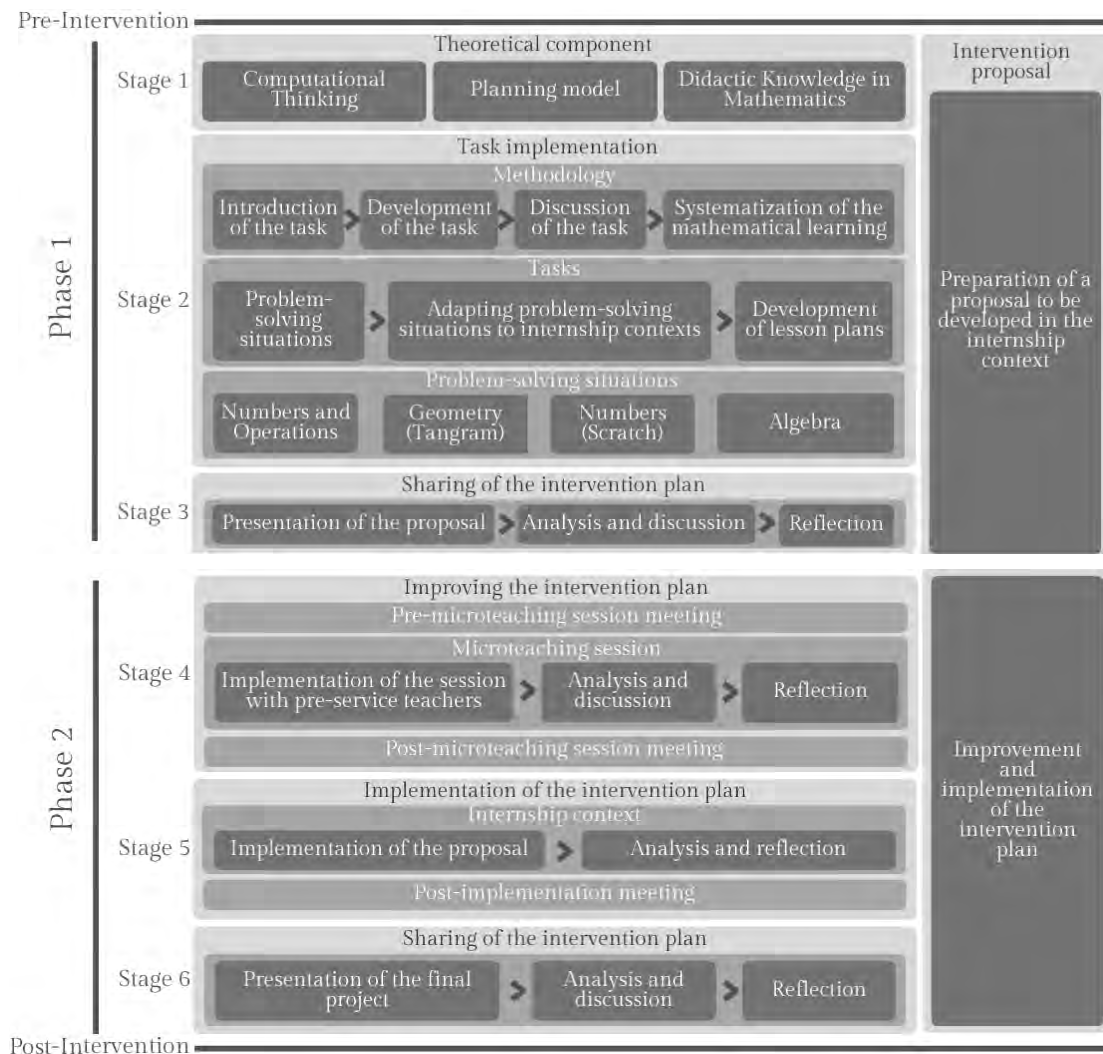 Pre-Intervention
Phase 1
Stage 1
Theoretical component
Computational
Thinking
Planning model
Didactic Knowledge in
Mathematics
Stage 2
Task implementation
Methodology
Introduction
of the task
Development
of the task
Discussion
of the task
Systematization of the
mathematical learning
Tasks
Problem-
solving
situations
Adapting problem-solving
situations to internship contexts
Development
of lesson plans
Problem-solving situations
Numbers and
Operations
Geometry
(Tangram)
Numbers
(Scratch)
Algebra
Stage 3
Sharing of the intervention plan
Presentation of the proposal
Analysis and discussion
Reflection
Intervention
proposal
Preparation of a
proposal to be
developed in the
internship
context
Phase 2
Stage 4
Improving the intervention plan
Pre-microteaching session meeting
Microteaching session
Implementation of the session
with pre-service teachers
Analysis and
discussion
Reflection
Post-microteaching session meeting
Stage 5
Implementation of the intervention plan
Internship context
Implementation of the proposal
Analysis and reflection
Post-implementation meeting
Stage 6
Sharing of the intervention plan
Presentation of the final
project
Analysis and
discussion
Reflection
Improvement
and
implementation
of the
intervention
plan
Post-Intervention